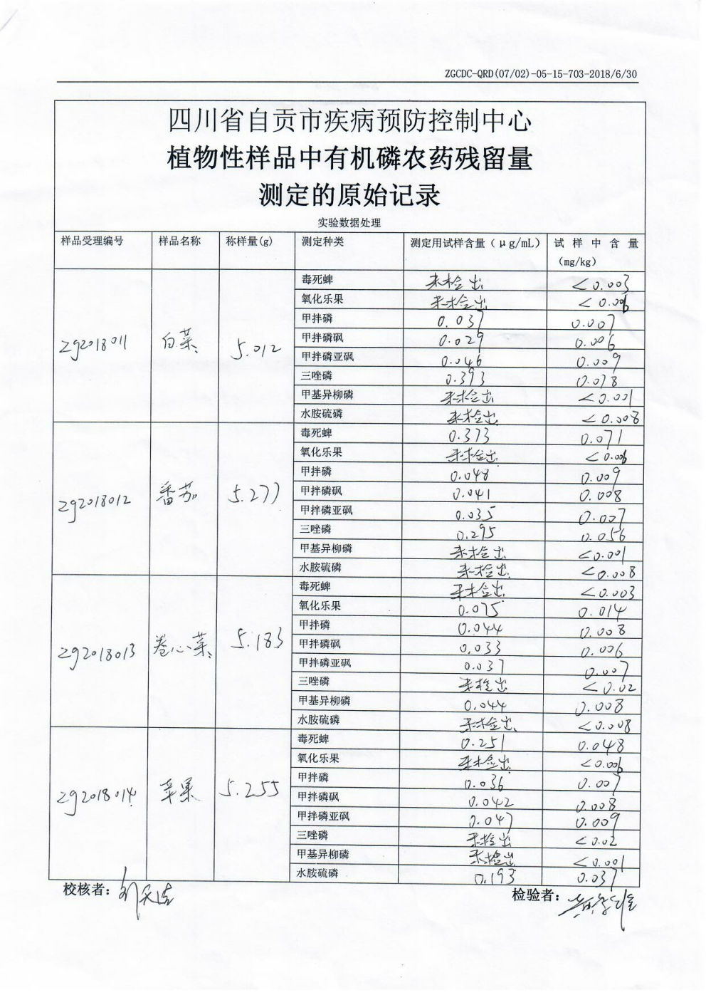 ZGCDC-QRD(07/02)-05-15-703-2018/6/30
四川省自贡市疾病预防控制中心
植物性样品中有机磷农药残留量
测定的原始记录
实验数据处理
样品受理编号 样品名称 称样量(g) 测定种类 测定用试样含量（μg/mL） 试样中含量(mg/kg)
zg2018011 白菜 5.012
毒死蜱 未检出 <0.003
氧化乐果 未检出 <0.006
甲拌磷 0.037 0.007
甲拌磷砜 0.029 0.006
甲拌磷亚砜 0.046 0.009
三唑磷 0.393 0.078
甲基异柳磷 未检出 <0.001
水胺硫磷 未检出 <0.008
zg2018012 番茄 5.277
毒死蜱 0.373 0.071
氧化乐果 未检出 <0.006
甲拌磷 0.048 0.009
甲拌磷砜 0.041 0.008
甲拌磷亚砜 0.035 0.007
三唑磷 0.295 0.056
甲基异柳磷 未检出 <0.001
水胺硫磷 未检出 <0.008
zg2018013 卷心菜 5.183
毒死蜱 未检出 <0.003
氧化乐果 0.075 0.014
甲拌磷 0.044 0.008
甲拌磷砜 0.033 0.006
甲拌磷亚砜 0.037 0.007
三唑磷 未检出 <0.02
甲基异柳磷 0.044 0.008
水胺硫磷 未检出 <0.008
zg2018014 苹果 5.255
毒死蜱 0.251 0.048
氧化乐果 未检出 <0.006
甲拌磷 0.036 0.007
甲拌磷砜 0.042 0.008
甲拌磷亚砜 0.047 0.009
三唑磷 未检出 <0.02
甲基异柳磷 未检出 <0.001
水胺硫磷 0.193 0.037
校核者： 检验者：